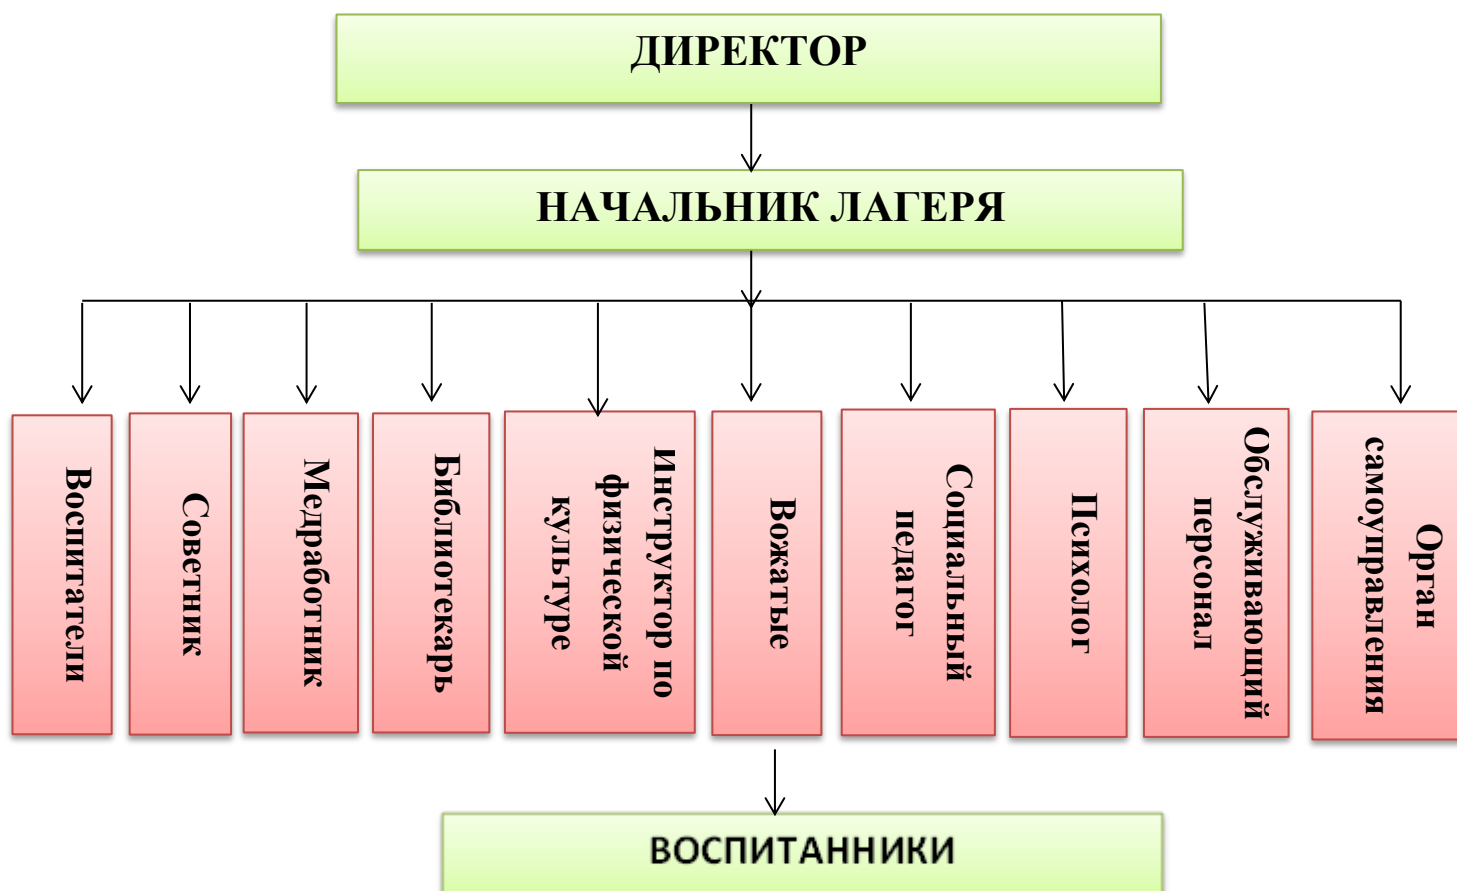 ДИРЕКТОР
НАЧАЛЬНИК ЛАГЕРЯ
Воспитатели
Советник
Медработник
Библиотекарь
Инструктор по
физической
культуре
Вожатые
Социальный
педагог
Психолог
Обслуживающий
персонал
Орган
самоуправления
ВОСПИТАННИКИ